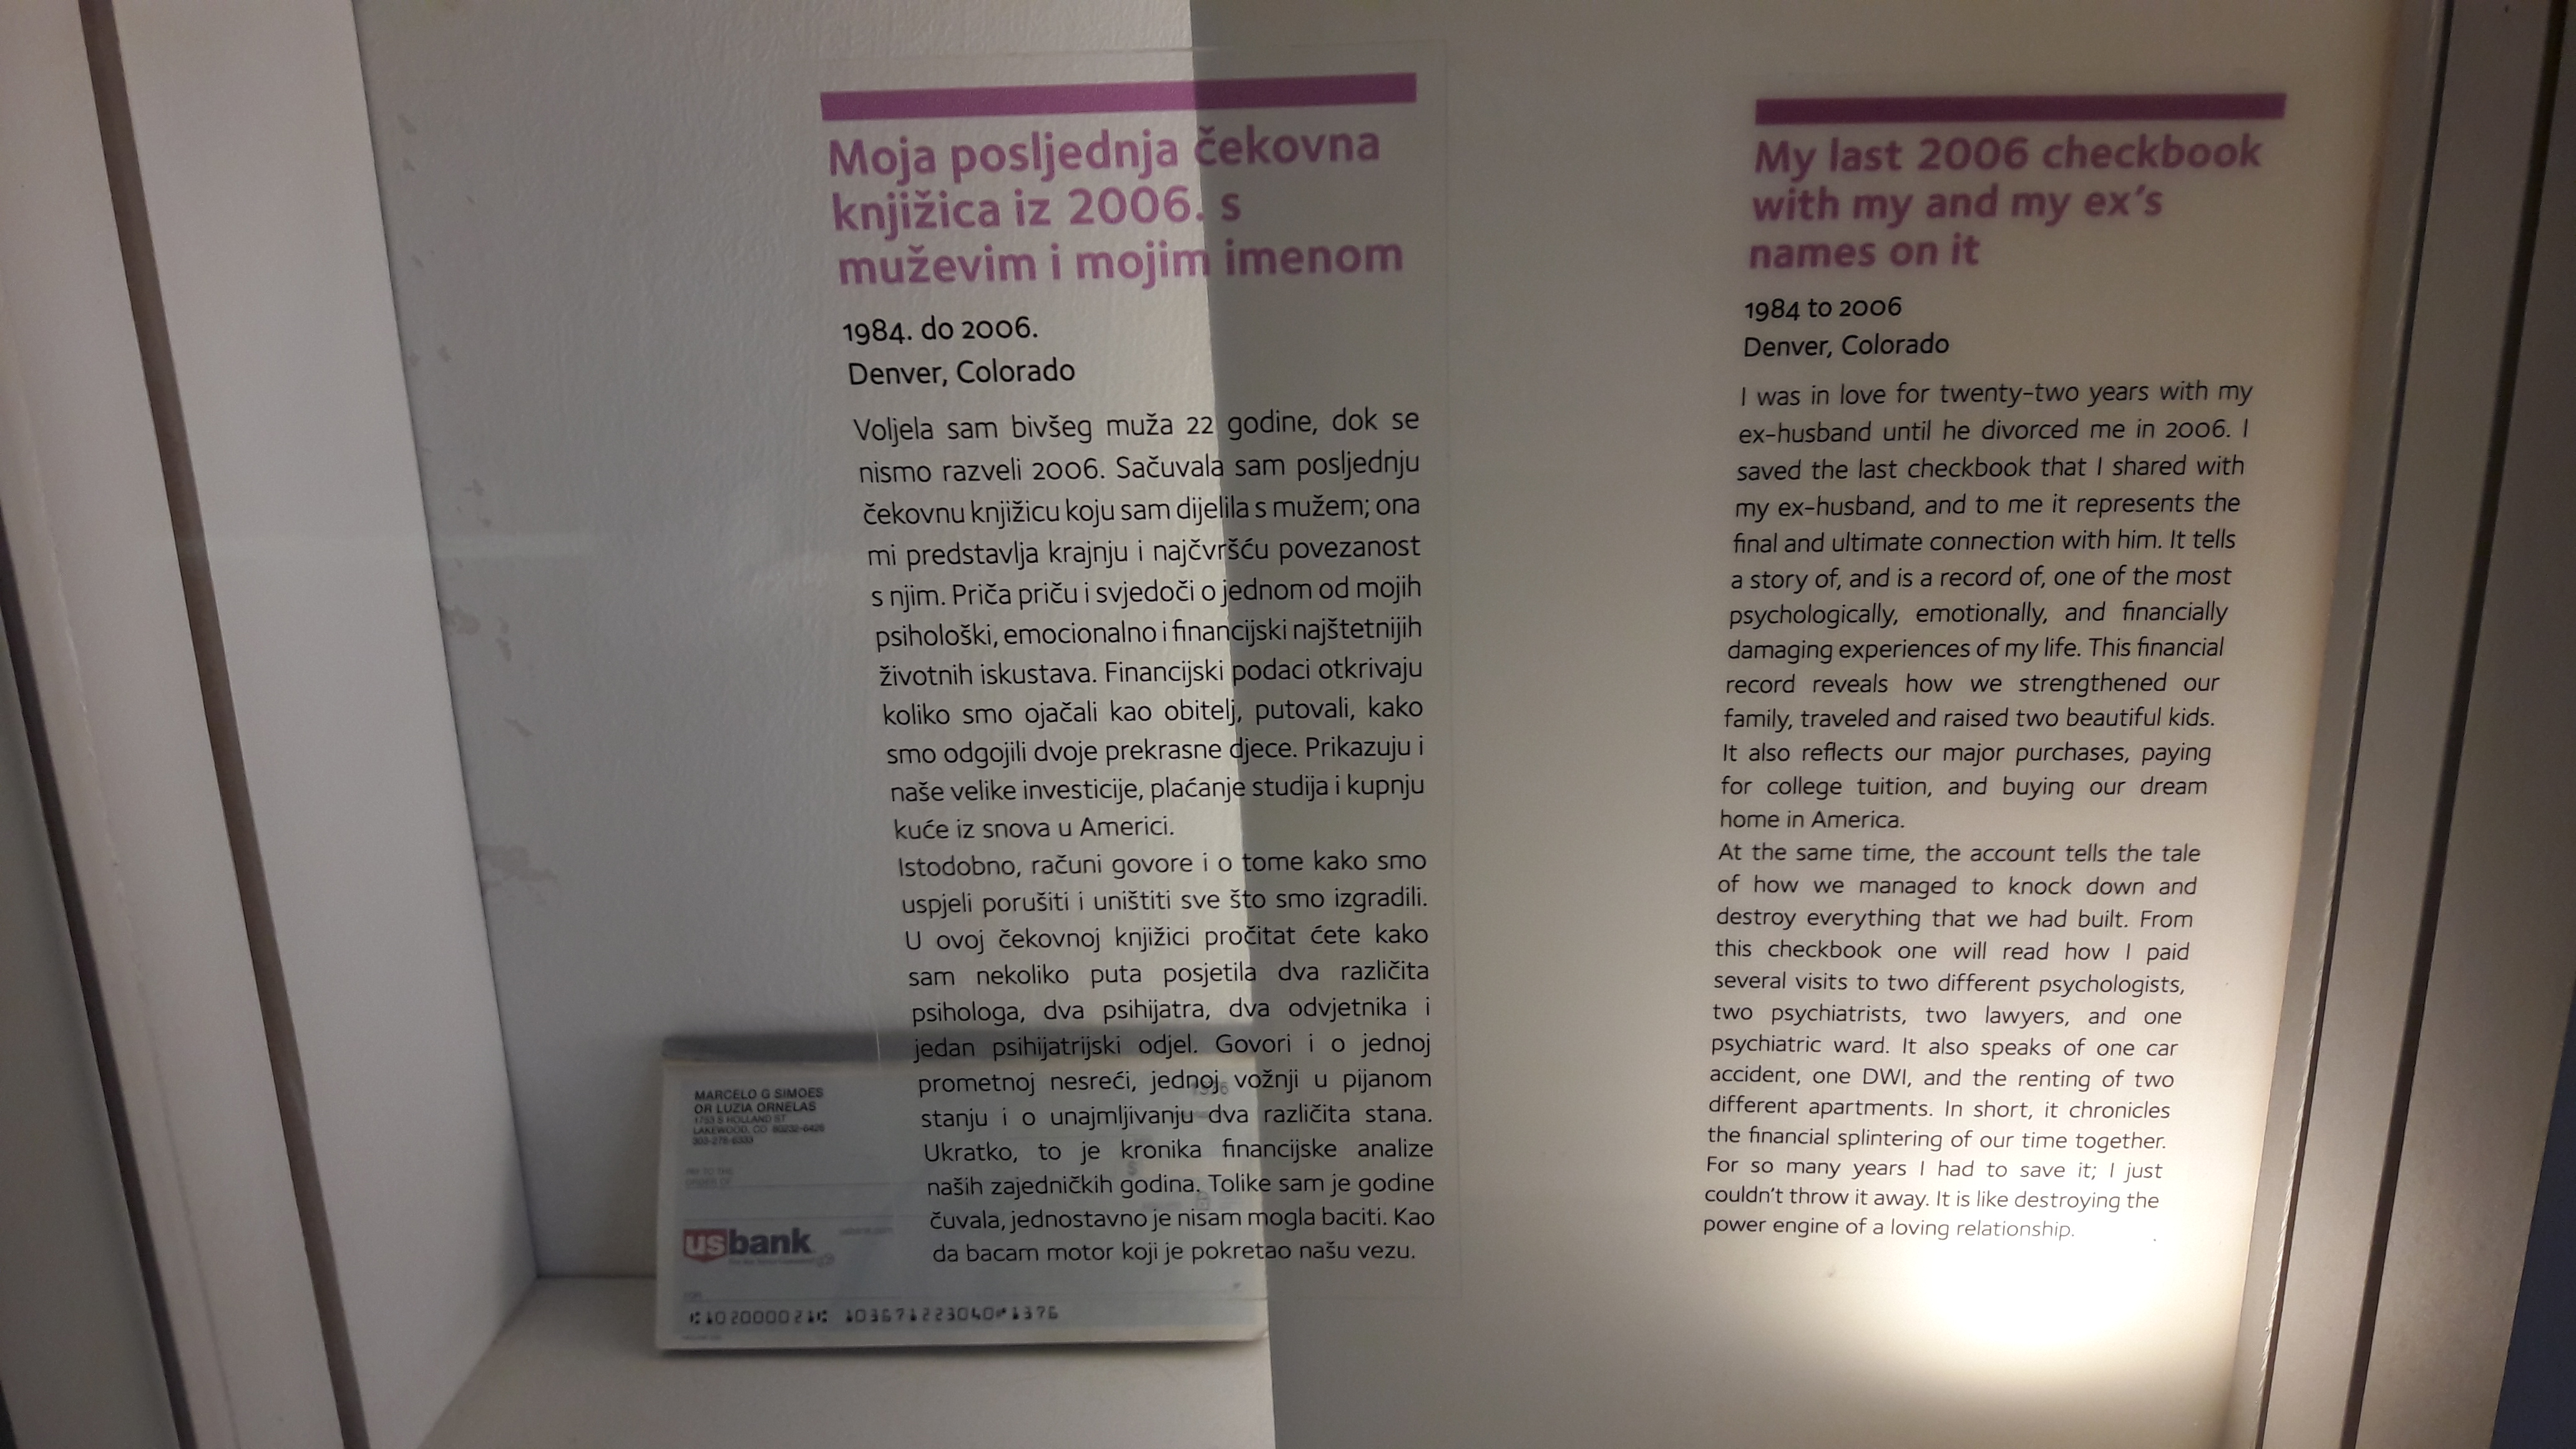 Moja posljednja čekovna
knjižica iz 2006. s
muževim i mojim imenom
1984. do 2006.
Denver, Colorado
Voljela sam bivšeg muža 22 godine, dok se
nismo razveli 2006. Sačuvala sam posljednju
čekovnu knjižicu koju sam dijelila s mužem; ona
mi predstavlja krajnju i najčvršću povezanost
s njim. Priča priču i svjedoči o jednom od mojih
psihološki, emocionalno i financijski najštetnijih
životnih iskustava. Financijski podaci otkrivaju
koliko smo ojačali kao obitelj, putovali, kako
smo odgojili dvoje prekrasne djece. Prikazuju i
naše velike investicije, plaćanje studija i kupnju
kuće iz snova u Americi.
Istodobno, računi govore i o tome kako smo
uspjeli porušiti i uništiti sve što smo izgradili.
U ovoj čekovnoj knjižici pročitat ćete kako
sam nekoliko puta posjetila dva različita
psihologa, dva psihijatra, dva odvjetnika i
jedan psihijatrijski odjel. Govori i o jednoj
prometnoj nesreći, jednoj vožnji u pijanom
stanju i o unajmljivanju dva različita stana.
Ukratko, to je kronika financijske analize
naših zajedničkih godina. Tolike sam je godine
čuvala, jednostavno je nisam mogla baciti. Kao
da bacam motor koji je pokretao našu vezu.
My last 2006 checkbook
with my and my ex's
names on it
1984 to 2006
Denver, Colorado
I was in love for twenty-two years with my
ex-husband until he divorced me in 2006. I
saved the last checkbook that I shared with
my ex-husband, and to me it represents the
final and ultimate connection with him. It tells
a story of, and is a record of, one of the most
psychologically, emotionally, and financially
damaging experiences of my life. This financial
record reveals how we strengthened our
family, traveled and raised two beautiful kids.
It also reflects our major purchases, paying
for college tuition, and buying our dream
home in America.
At the same time, the account tells the tale
of how we managed to knock down and
destroy everything that we had built. From
this checkbook one will read how I paid
several visits to two different psychologists,
two psychiatrists, two lawyers, and one
psychiatric ward. It also speaks of one car
accident, one DWI, and the renting of two
different apartments. In short, it chronicles
the financial splintering of our time together.
For so many years I had to save it; I just
couldn't throw it away. It is like destroying the
power engine of a loving relationship.
MARCELO G SIMOES
OR LUZIA ORNELAS
LAKEWOOD, CO
PAY TO THE
ORDER OF
usbank